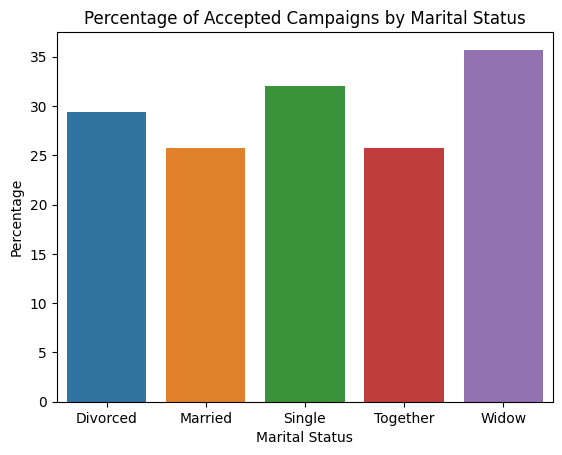 Percentage of Accepted Campaigns by Marital Status
35
30
25
20
15
10
5
0
Percentage
Divorced Married Single Together Widow
Marital Status